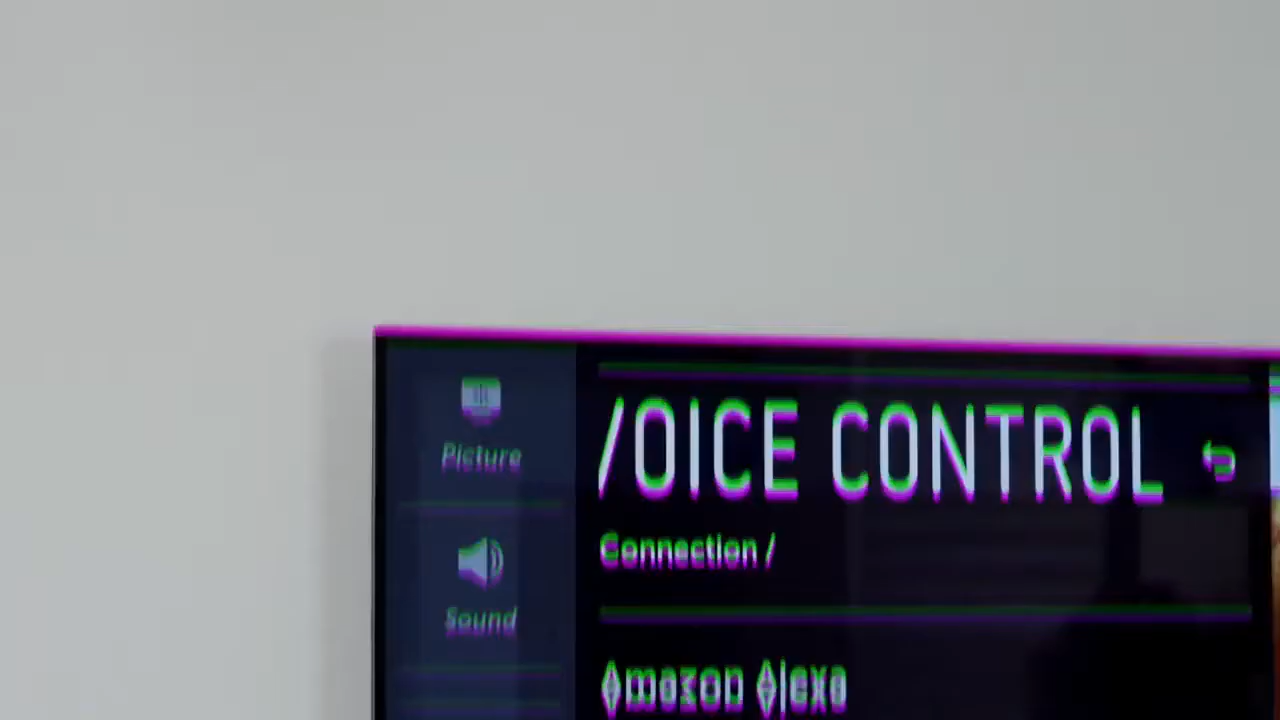 Picture
Sound
/OICE CONTROL
Connection /
Amazon Alexa